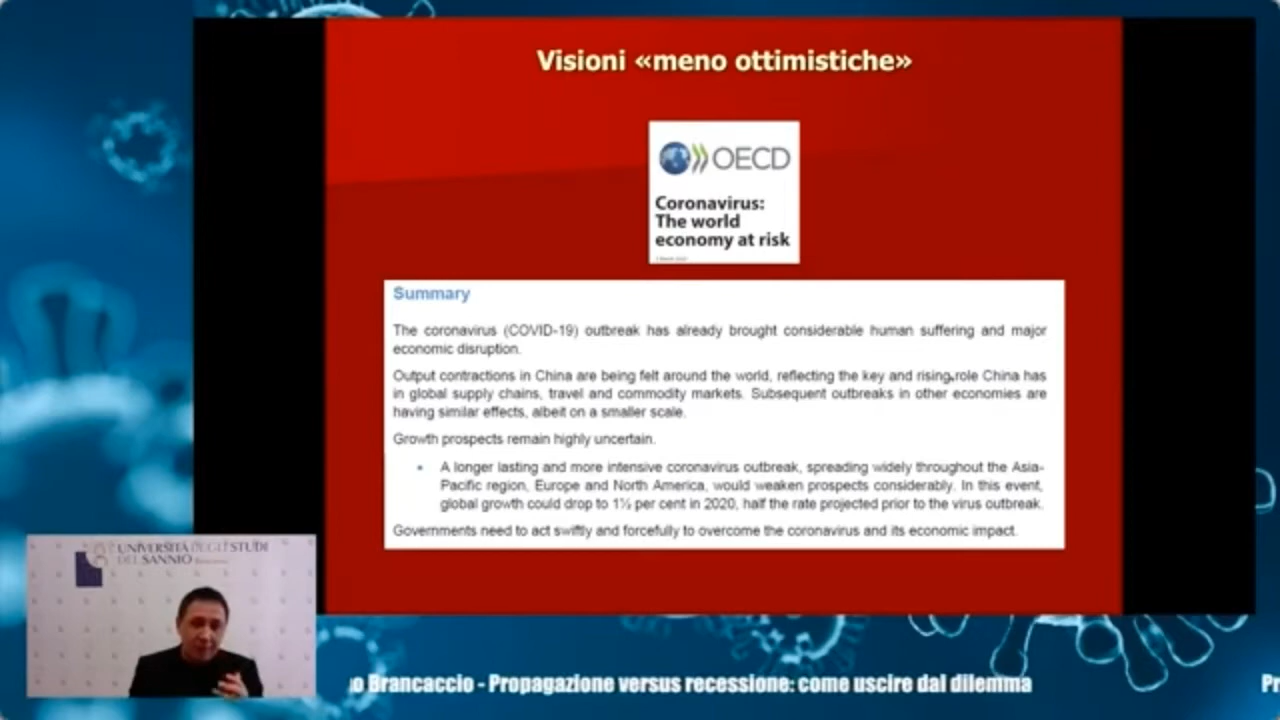 Visioni «meno ottimistiche»
OECD
Coronavirus:
The world
economy at risk
Summary
The coronavirus (COVID-19) outbreak has already brought considerable human suffering and major
economic disruption.
Output contractions in China are being felt around the world, reflecting the key and rising role China has
in global supply chains, travel and commodity markets. Subsequent outbreaks in other economies are
having similar effects, albeit on a smaller scale.
Growth prospects remain highly uncertain.
• A longer lasting and more intensive coronavirus outbreak, spreading widely throughout the Asia-
Pacific region, Europe and North America, would weaken prospects considerably. In this event,
global growth could drop to 1½ per cent in 2020, half the rate projected prior to the virus outbreak.
Governments need to act swiftly and forcefully to overcome the coronavirus and its economic impact.
UNIVERSITÀ DEGLI STUDI
DEL SANNIO Benevento
o Brancaccio - Propagazione versus recessione: come uscire dal dilemma
Pr